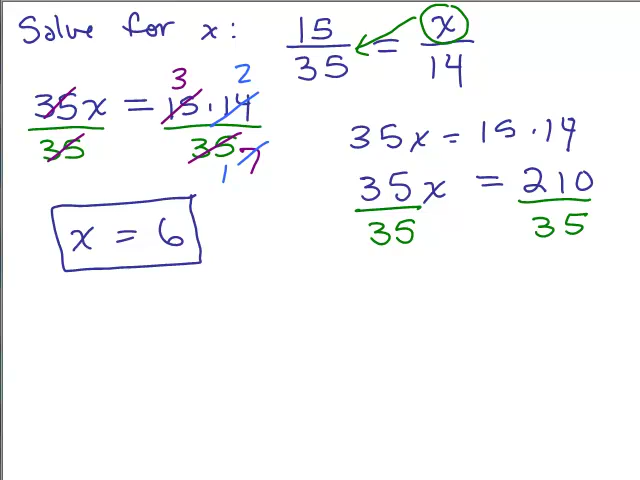 Solve for x: 15/35 = x/14
35x/35 = 15·14/35
3 2
1 7
x = 6
35x = 15·14
35x/35 = 210/35